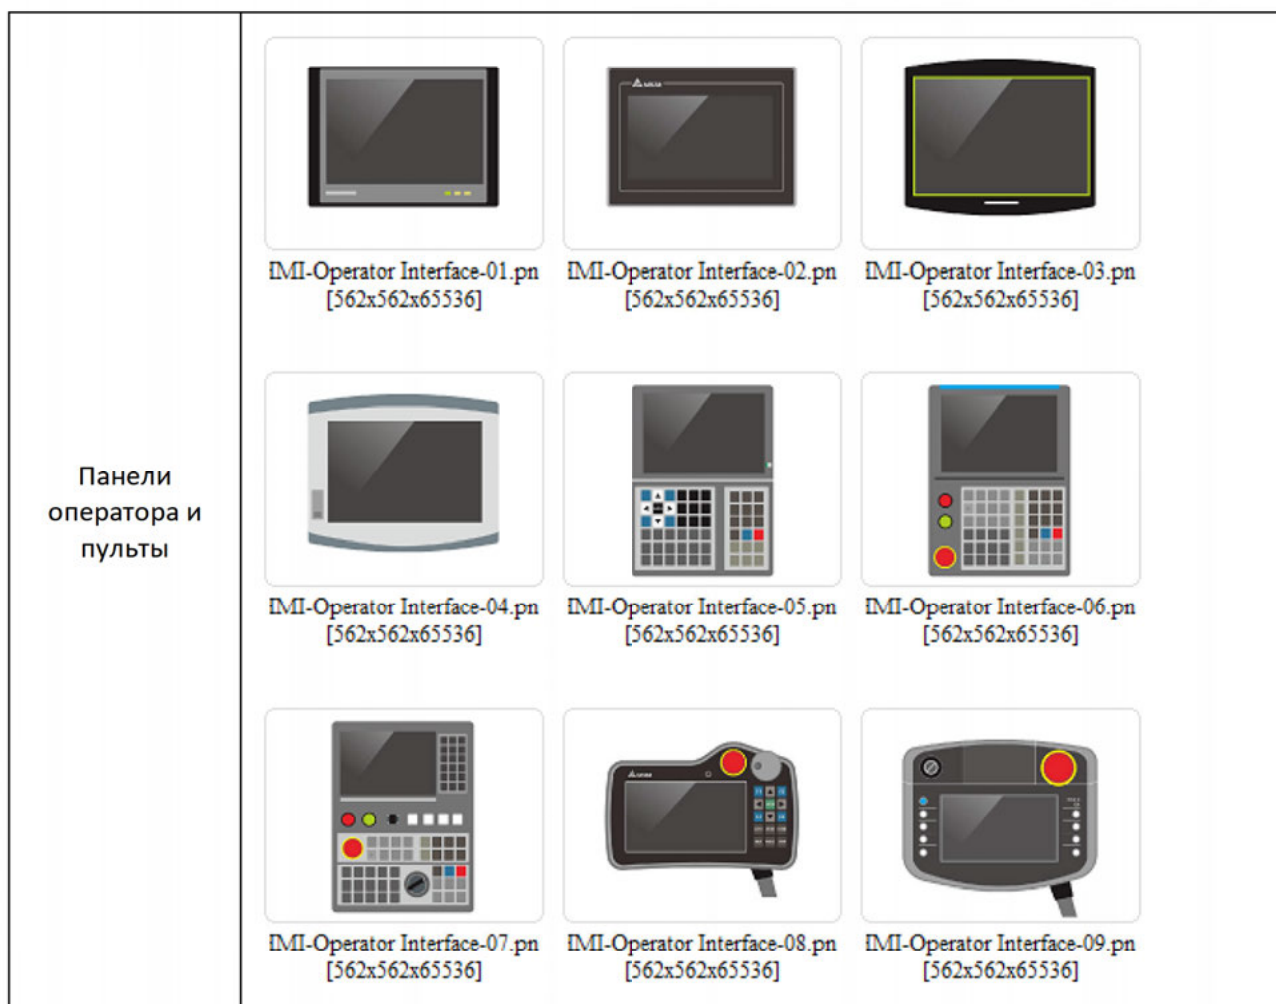 Панели
оператора и
пульты
IMI-Operator Interface-01.pn
[562x562x65536]
IMI-Operator Interface-02.pn
[562x562x65536]
IMI-Operator Interface-03.pn
[562x562x65536]
IMI-Operator Interface-04.pn
[562x562x65536]
IMI-Operator Interface-05.pn
[562x562x65536]
IMI-Operator Interface-06.pn
[562x562x65536]
IMI-Operator Interface-07.pn
[562x562x65536]
IMI-Operator Interface-08.pn
[562x562x65536]
IMI-Operator Interface-09.pn
[562x562x65536]